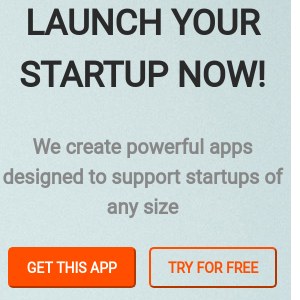 LAUNCH YOUR
STARTUP NOW!
We create powerful apps
designed to support startups of
any size
GET THIS APP
TRY FOR FREE